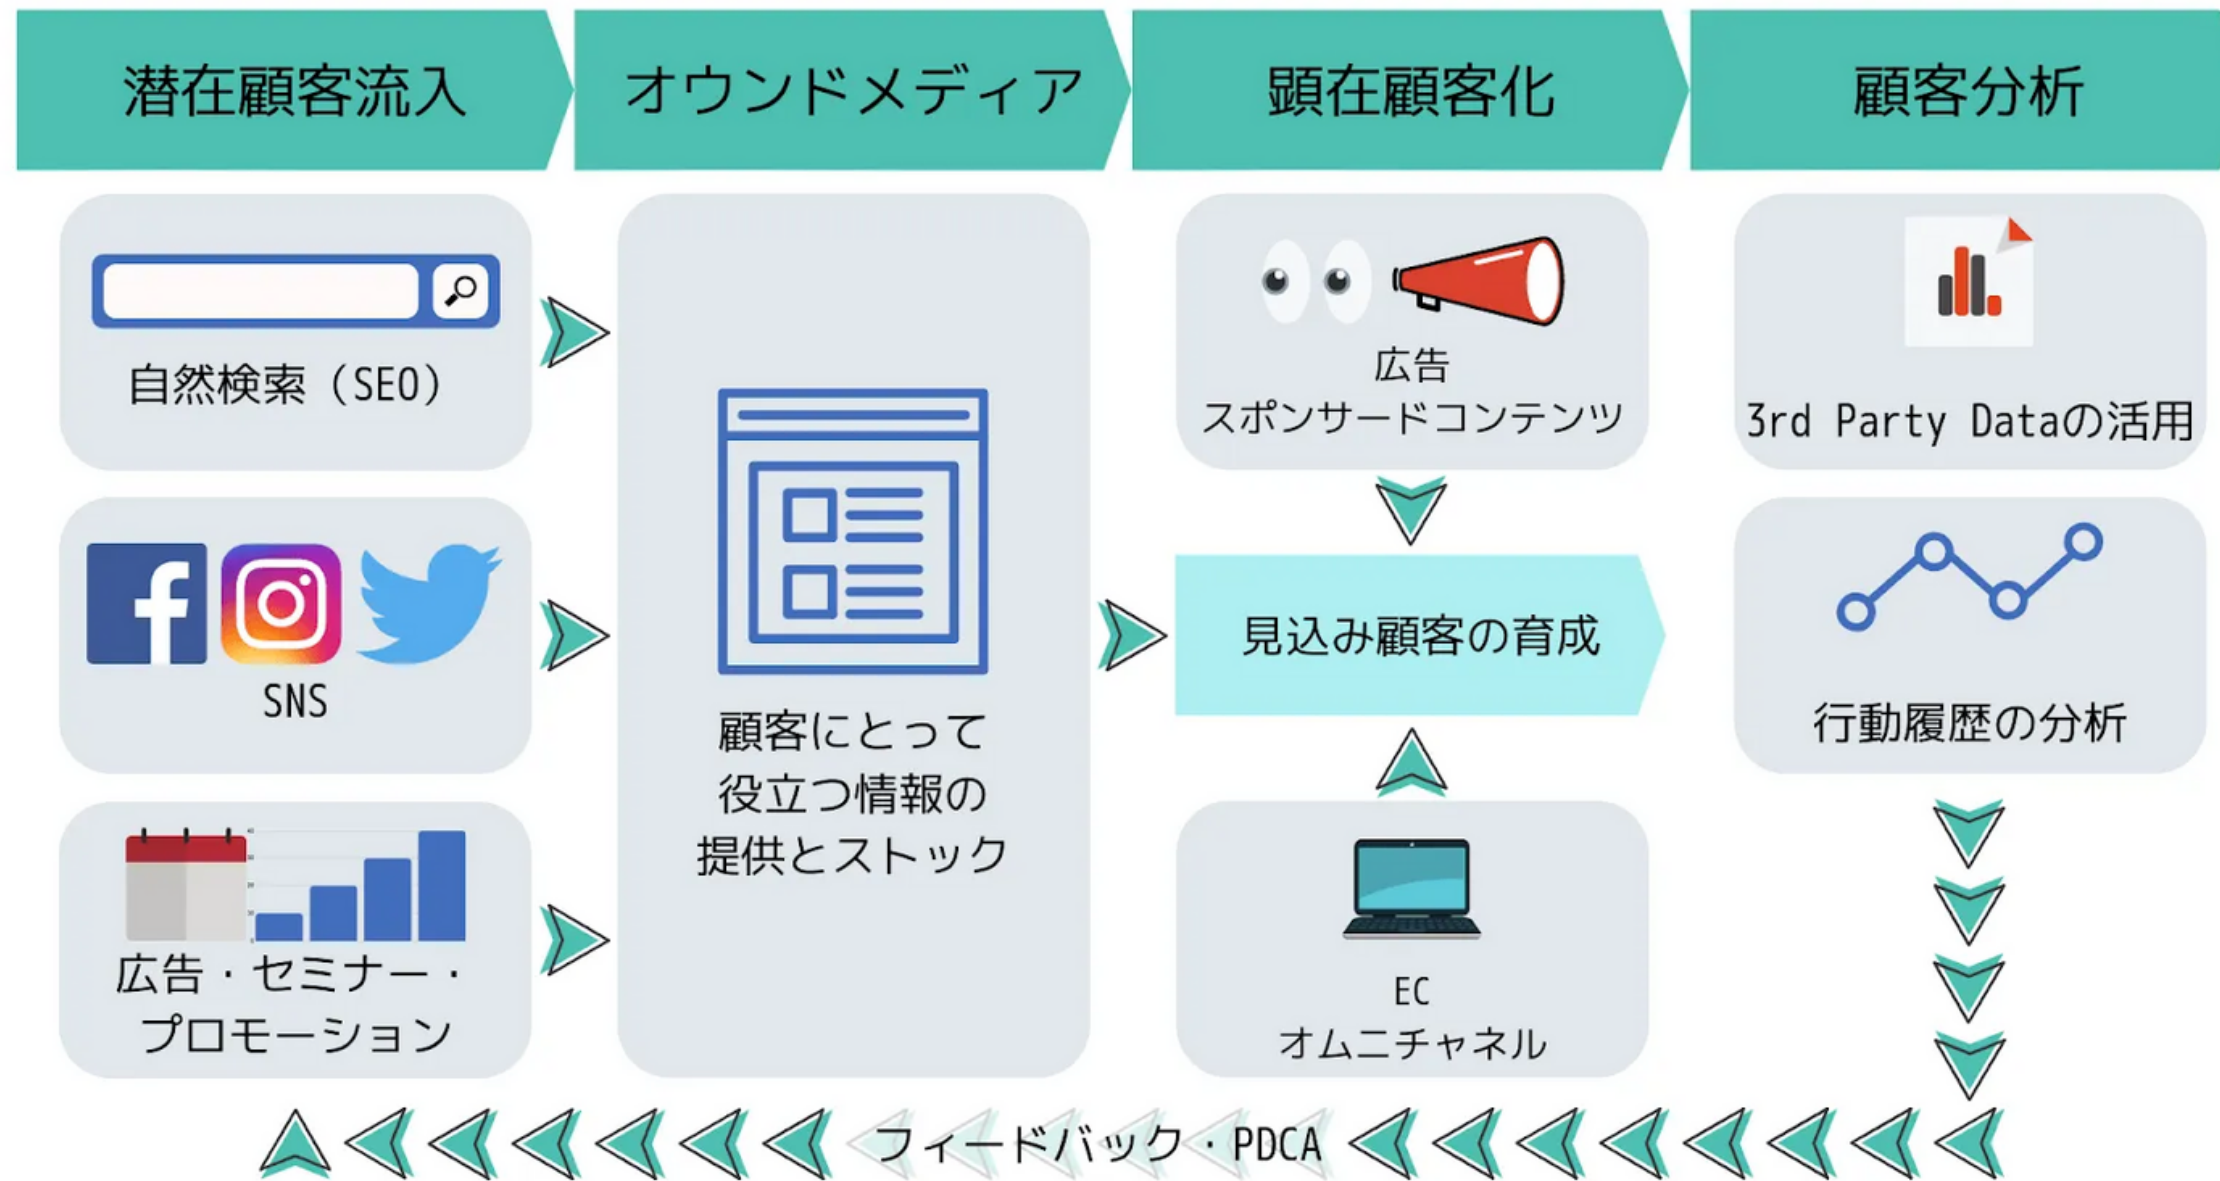 潜在顧客流入
オウンドメディア
顕在顧客化
顧客分析
自然検索（SEO）
SNS
広告・セミナー・
プロモーション
顧客にとって
役立つ情報の
提供とストック
広告
スポンサードコンテンツ
見込み顧客の育成
EC
オムニチャネル
3rd Party Dataの活用
行動履歴の分析
フィードバック・PDCA